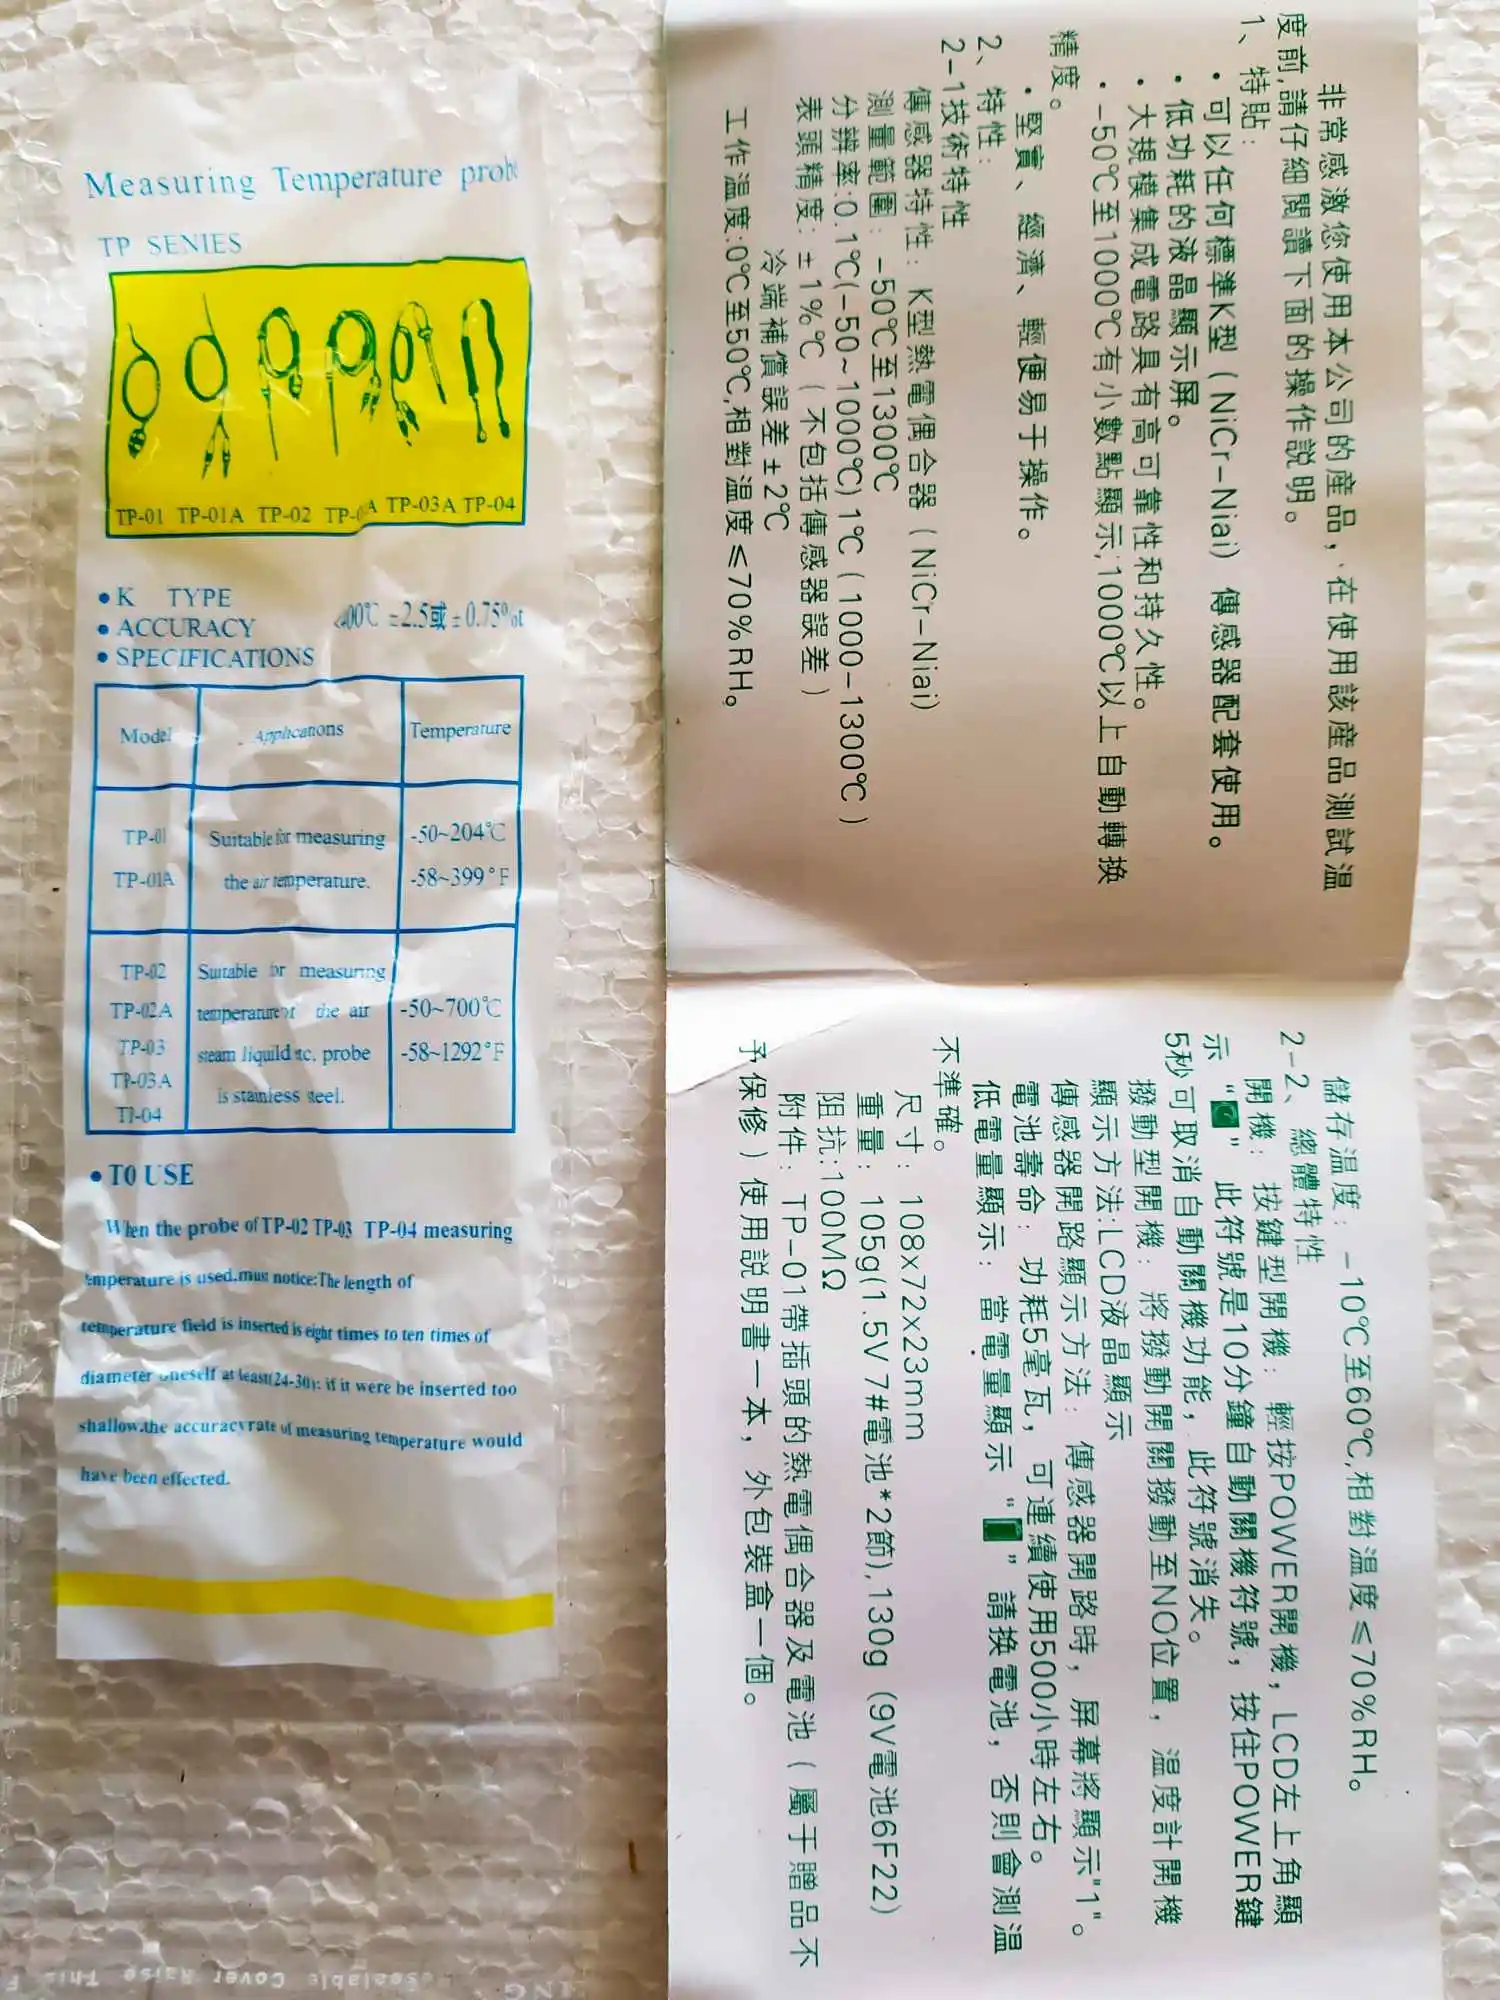 Measuring Temperature prob
TP SENIES
TP-01 TP-01A TP-02 TP- A TP-03A TP-04
• K TYPE
• ACCURACY <400℃ ±2.5或±0.75%t
• SPECIFICATIONS
Model Applications Temperature
TP-01 Suitable for measuring -50~204℃
TP-01A the air temperature. -58~399°F
TP-02 Suitable for measuring
TP-02A temperature of the air -50~700℃
TP-03 steam liquild etc. probe -58~1292°F
TP-03A
TP-04 is stainless steel.
• TO USE
When the probe of TP-02 TP-03 TP-04 measuring
temperature is used.must notice:The length of
temperature field is inserted is eight times to ten times of
diameter oneself at least(24-30): if it were be inserted too
shallow.the accuracy rate of measuring temperature would
have been effected.
非常感激您使用本公司的產品，在使用該產品測試溫
度前,請仔細閱讀下面的操作説明。
1、特貼：
• 可以任何標準K型（NiCr-Niai）傳感器配套使用。
• 低功耗的液晶顯示屏。
• 大規模集成電路具有高可靠性和持久性。
• -50℃至1000℃有小數點顯示,1000℃以上自動轉換
精度。
• 堅實、經濟、輕便易于操作。
2、特性：
2-1技術特性
傳感器特性：K型熱電偶合器（NiCr-Niai）
測量範圍：-50℃至1300℃
分辨率:0.1℃(-50~1000℃)1℃（1000-1300℃）
表頭精度：±1%℃（不包括傳感器誤差）
冷端補償誤差±2℃
工作溫度:0℃至50℃,相對溫度≤70%RH。
儲存溫度：-10℃至60℃,相對溫度≤70%RH。
2-2、總體特性
開機：按鍵型開機：輕按POWER開機，LCD左上角顯
示“ ”此符號是10分鐘自動關機符號，按住POWER鍵
5秒可取消自動關機功能，此符號消失。
撥動型開機：將撥動開關撥動至NO位置，溫度計開機
顯示方法:LCD液晶顯示
傳感器開路顯示方法：傳感器開路時，屏幕將顯示"1"。
電池壽命：功耗5毫瓦，可連續使用500小時左右。
低電量顯示：當電量顯示“ ”請換電池，否則會測溫
不準確。
尺寸：108x72x23mm
重量：105g(1.5V 7#電池*2節),130g（9V電池6F22）
阻抗:100MΩ
附件：TP-01帶插頭的熱電偶合器及電池（屬于贈品不
予保修）使用説明書一本，外包裝盒一個。
Resealable Cover Raise This F